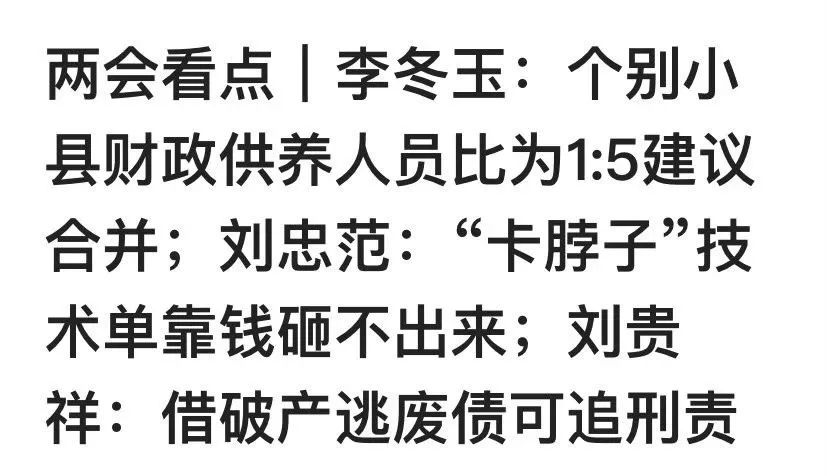 两会看点｜李冬玉：个别小
县财政供养人员比为1:5建议
合并；刘忠范：“卡脖子”技
术单靠钱砸不出来；刘贵
祥：借破产逃废债可追刑责